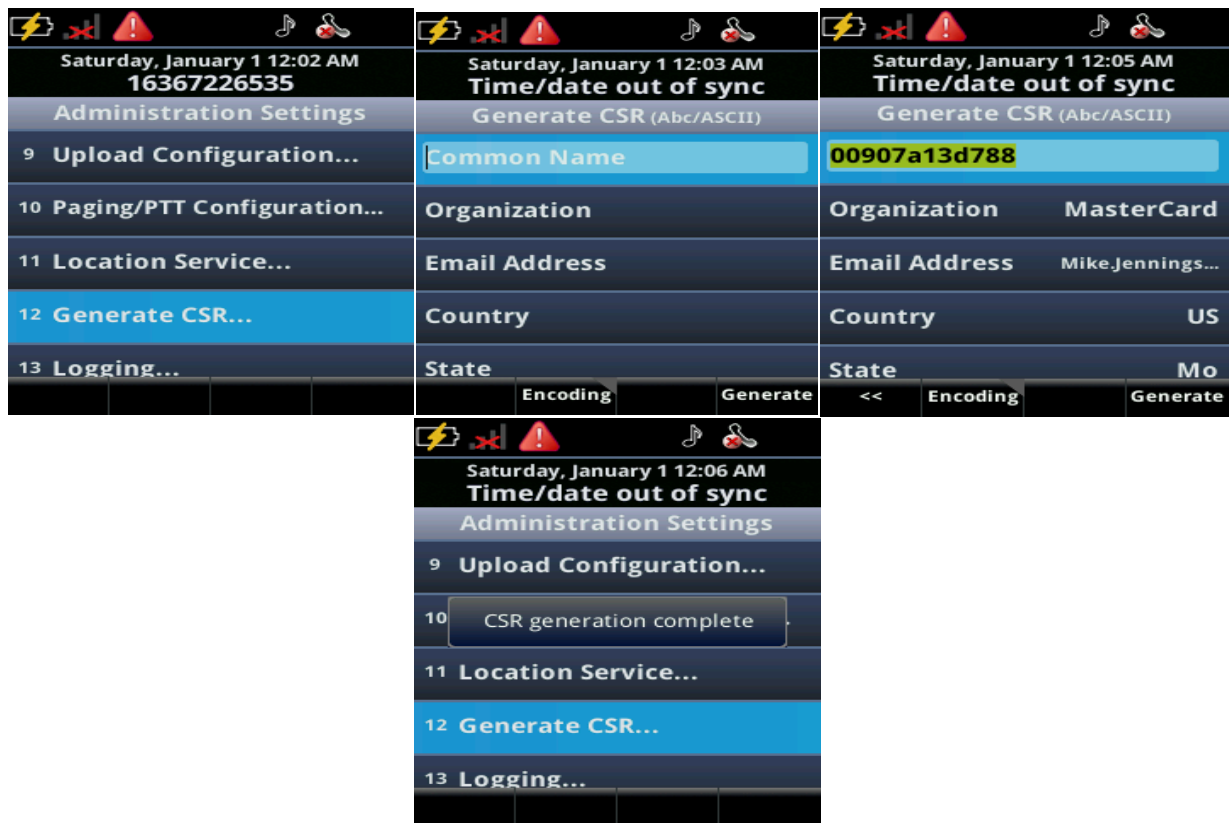 Saturday, January 1 12:02 AM
16367226535
Administration Settings
9 Upload Configuration...
10 Paging/PTT Configuration...
11 Location Service...
12 Generate CSR...
13 Logging...
Saturday, January 1 12:03 AM
Time/date out of sync
Generate CSR (Abc/ASCII)
Common Name
Organization
Email Address
Country
State
Encoding Generate
Saturday, January 1 12:05 AM
Time/date out of sync
Generate CSR (Abc/ASCII)
00907a13d788
Organization MasterCard
Email Address Mike.Jennings...
Country US
State Mo
<< Encoding Generate
Saturday, January 1 12:06 AM
Time/date out of sync
Administration Settings
9 Upload Configuration...
10 CSR generation complete .
11 Location Service...
12 Generate CSR...
13 Logging...